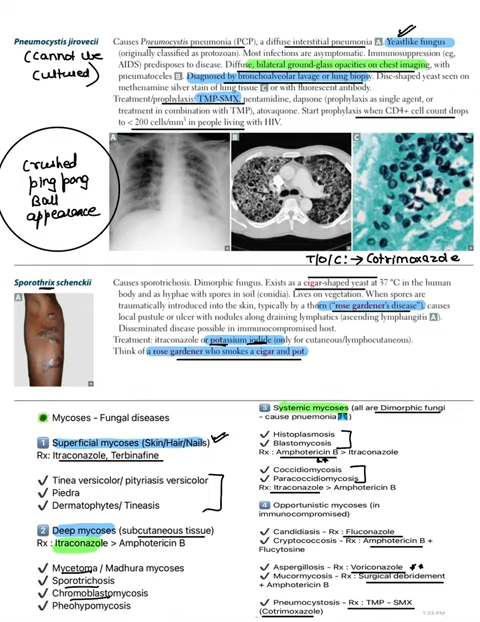 Pneumocystis jirovecii
(Cannot be
Cultured)
Causes Pneumocystis pneumonia (PCP), a diffuse interstitial pneumonia A. Yeastlike fungus
(originally classified as protozoan). Most infections are asymptomatic. Immunosuppression (eg,
AIDS) predisposes to disease. Diffuse, bilateral ground-glass opacities on chest imaging, with
pneumatoceles B. Diagnosed by bronchoalveolar lavage or lung biopsy. Disc-shaped yeast seen on
methenamine silver stain of lung tissue C or with fluorescent antibody.
Treatment/prophylaxis: TMP-SMX, pentamidine, dapsone (prophylaxis as single agent, or
treatment in combination with TMP), atovaquone. Start prophylaxis when CD4+ cell count drops
to < 200 cells/mm³ in people living with HIV.
Crushed
ping pong
Ball
appearance
A
B
C
T/O/C: → Cotrimoxazole
Sporothrix schenckii
A
Causes sporotrichosis. Dimorphic fungus. Exists as a cigar-shaped yeast at 37 °C in the human
body and as hyphae with spores in soil (conidia). Lives on vegetation. When spores are
traumatically introduced into the skin, typically by a thorn ("rose gardener's disease"), causes
local pustule or ulcer with nodules along draining lymphatics (ascending lymphangitis A).
Disseminated disease possible in immunocompromised host.
Treatment: itraconazole or potassium iodide (only for cutaneous/lymphocutaneous).
Think of a rose gardener who smokes a cigar and pot.
Mycoses - Fungal diseases
1 Superficial mycoses (Skin/Hair/Nails)
Rx: Itraconazole, Terbinafine
✓ Tinea versicolor/ pityriasis versicolor
✓ Piedra
✓ Dermatophytes/ Tineasis
2 Deep mycoses (subcutaneous tissue)
Rx : Itraconazole > Amphotericin B
✓ Mycetoma / Madhura mycoses
✓ Sporotrichosis
✓ Chromoblastomycosis
✓ Pheohypomycosis
3 Systemic mycoses (all are Dimorphic fungi
- cause pnuemonia)
✓ Histoplasmosis
✓ Blastomycosis
Rx : Amphotericin B > Itraconazole
✓ Coccidiomycosis
✓ Paracoccidiomycosis
Rx: Itraconazole > Amphotericin B
4 Opportunistic mycoses (in
immunocompromised)
✓ Candidiasis - Rx : Fluconazole
✓ Cryptococcosis - Rx : Amphotericin B +
Flucytosine
✓ Aspergillosis - Rx : Voriconazole
✓ Mucormycosis - Rx : Surgical debridement
+ Amphotericin B
✓ Pneumocystosis - Rx : TMP - SMX
(Cotrimoxazole)
1:23 PM